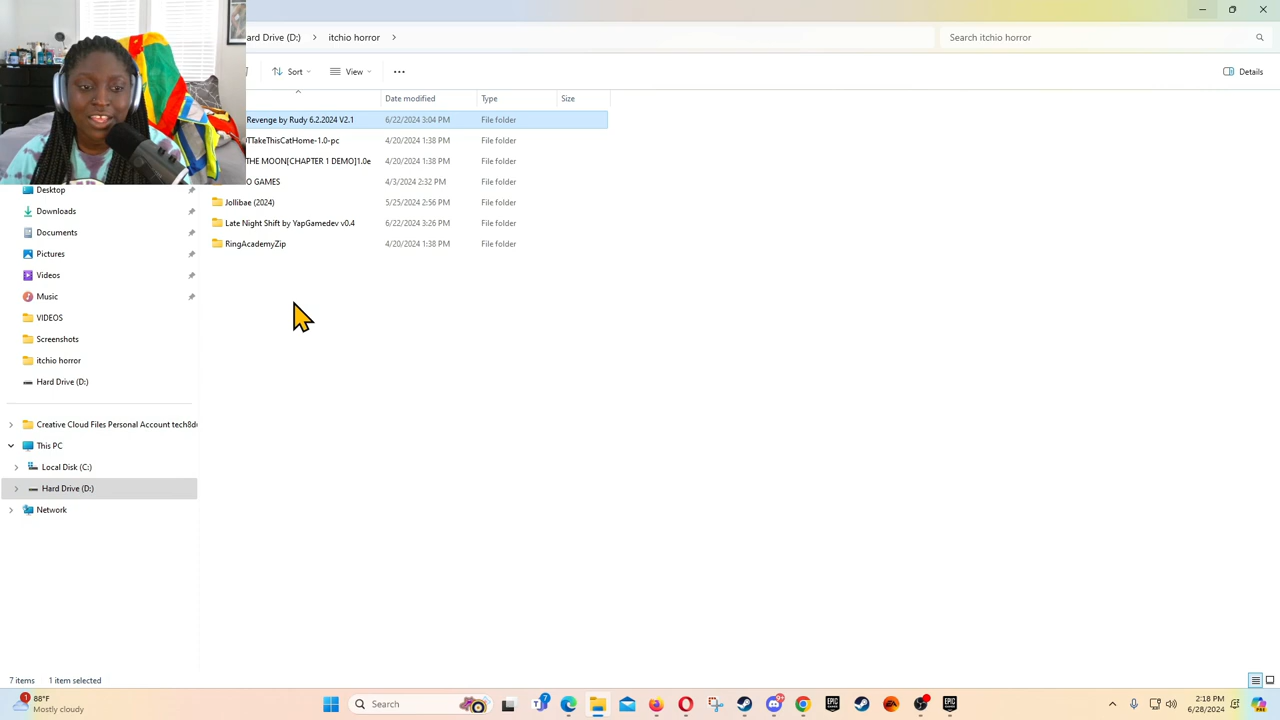 ard Drive (D:) > itchio horror >
Search itchio horror
ort
Details
Date modified Type Size
Revenge by Rudy 6.2.2024 V2.1 6/22/2024 3:04 PM File folder
TTakeThisCatHome-1.0-pc 4/20/2024 1:38 PM File folder
THE MOON[CHAPTER 1 DEMO]1.0e 4/20/2024 1:38 PM File folder
O GAMES 4/3/2024 2:32 PM File folder
Jollibae (2024) 5/25/2024 2:56 PM File folder
Late Night Shift by YapGamedev v0.4 6/22/2024 3:26 PM File folder
RingAcademyZip 4/20/2024 1:38 PM File folder
Desktop
Downloads
Documents
Pictures
Videos
Music
VIDEOS
Screenshots
itchio horror
Hard Drive (D:)
Creative Cloud Files Personal Account tech8d
This PC
Local Disk (C:)
Hard Drive (D:)
Network
7 items 1 item selected
1
88°F
Mostly cloudy
Search
7
EPIC
EA
EPIC
2:18 PM
6/28/2024